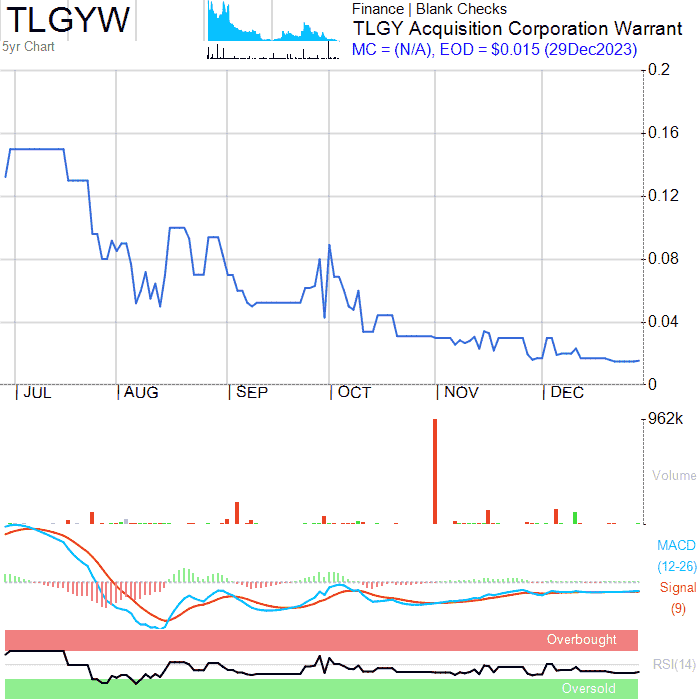 TLGYW
5yr Chart
Finance | Blank Checks
TLGY Acquisition Corporation Warrant
MC = (N/A), EOD = $0.015 (29Dec2023)
0.2
0.16
0.12
0.08
0.04
0
JUL AUG SEP OCT NOV DEC
962k
Volume
MACD
(12-26)
Signal
(9)
Overbought
RSI(14)
Oversold